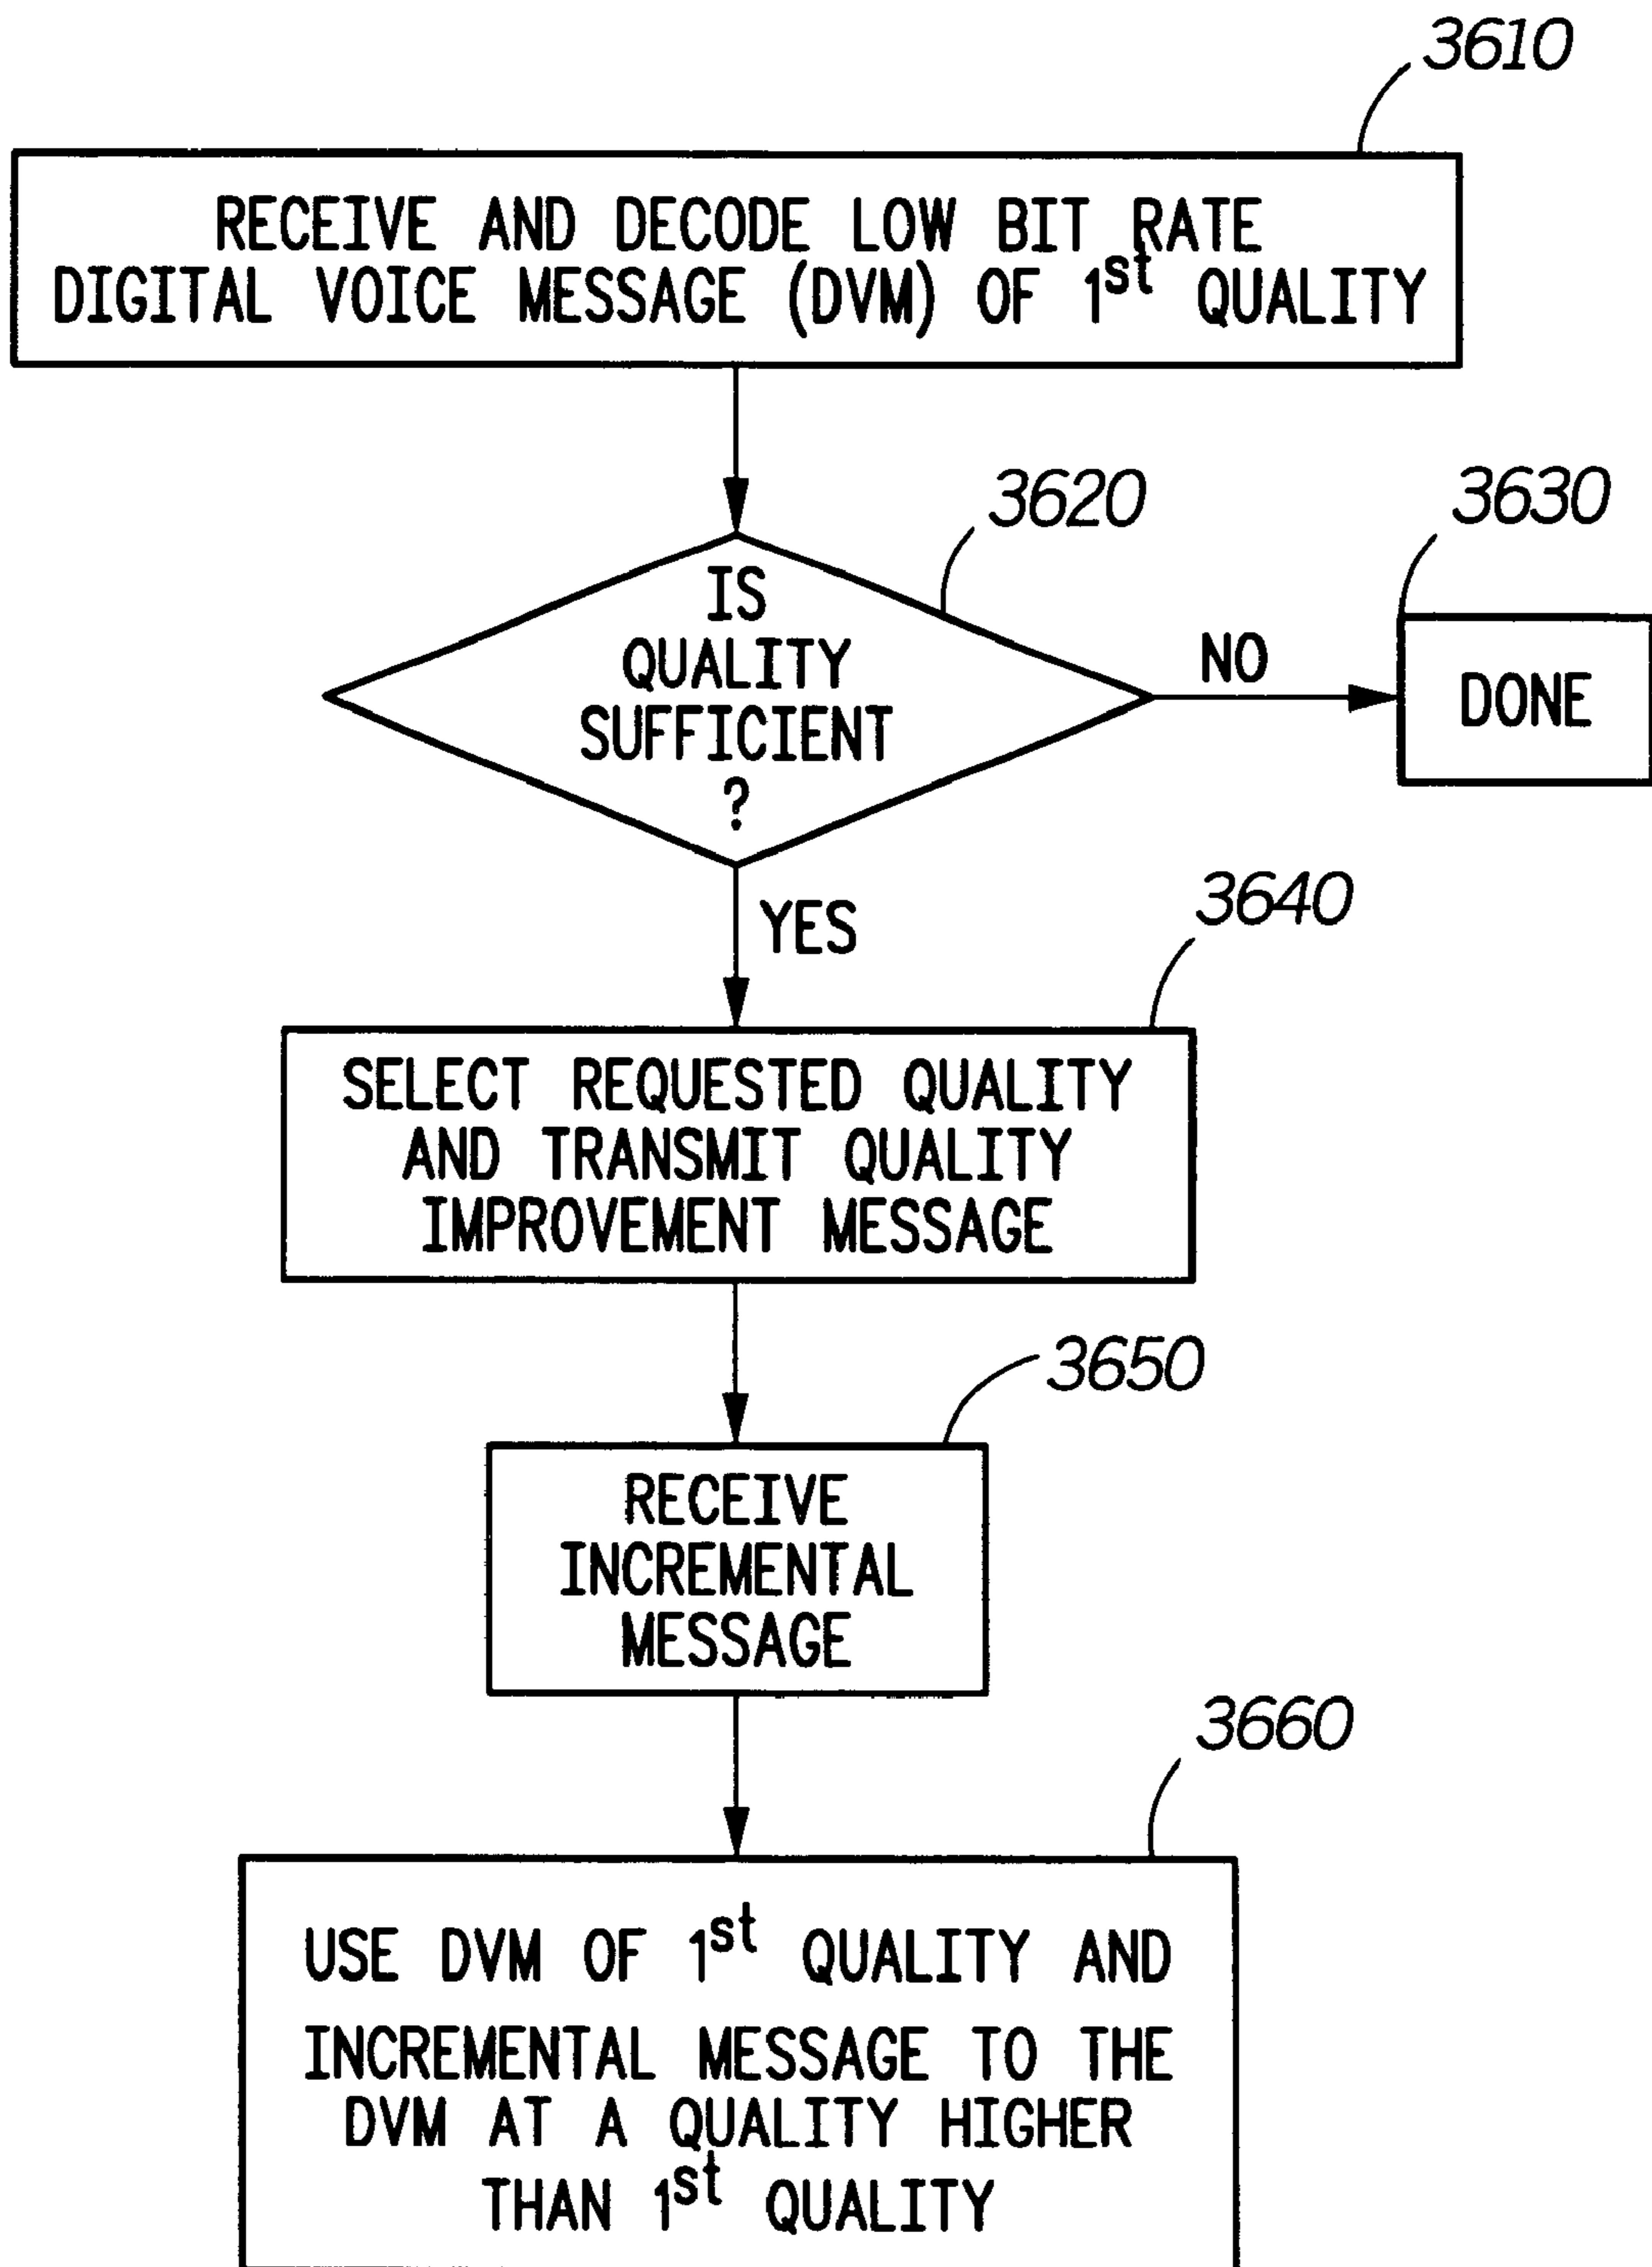 3610
RECEIVE AND DECODE LOW BIT RATE
DIGITAL VOICE MESSAGE (DVM) OF 1st QUALITY
3620
3630
IS
QUALITY
SUFFICIENT
?
NO
DONE
YES
3640
SELECT REQUESTED QUALITY
AND TRANSMIT QUALITY
IMPROVEMENT MESSAGE
3650
RECEIVE
INCREMENTAL
MESSAGE
3660
USE DVM OF 1st QUALITY AND
INCREMENTAL MESSAGE TO THE
DVM AT A QUALITY HIGHER
THAN 1st QUALITY